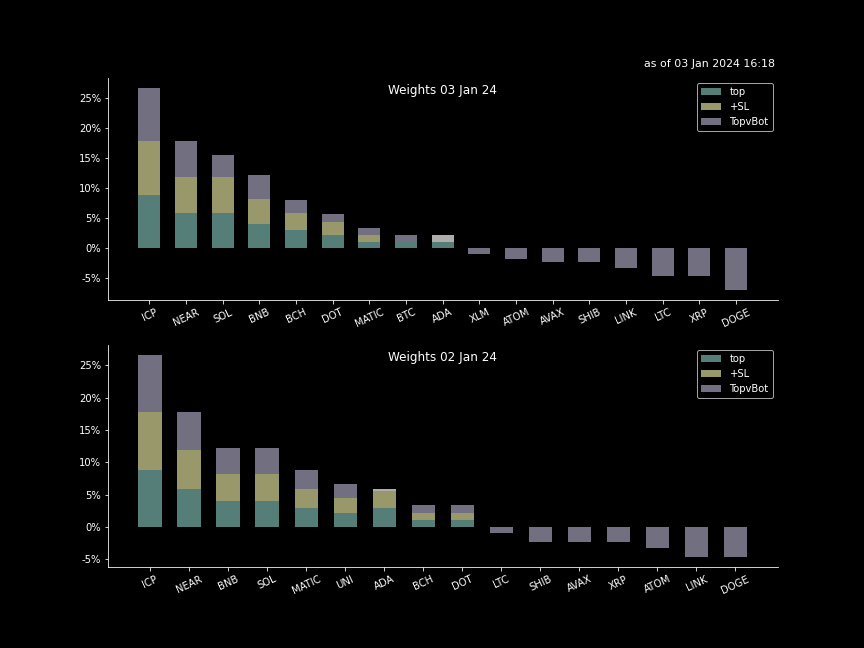 as of 03 Jan 2024 16:18
Weights 03 Jan 24
top
+SL
TopvBot
25%
20%
15%
10%
5%
0%
-5%
ICP NEAR SOL BNB BCH DOT MATIC BTC ADA XLM ATOM AVAX SHIB LINK LTC XRP DOGE
Weights 02 Jan 24
top
+SL
TopvBot
25%
20%
15%
10%
5%
0%
-5%
ICP NEAR BNB SOL MATIC UNI ADA BCH DOT LTC SHIB AVAX XRP ATOM LINK DOGE